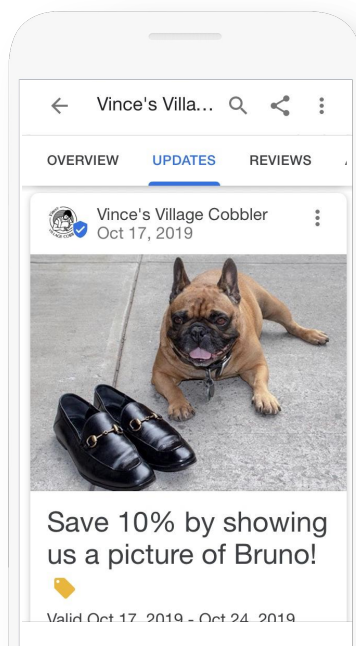 Vince's Villa...
OVERVIEW UPDATES REVIEWS
Vince's Village Cobbler
Oct 17, 2019
Save 10% by showing
us a picture of Bruno!
Valid Oct 17, 2019 - Oct 24, 2019